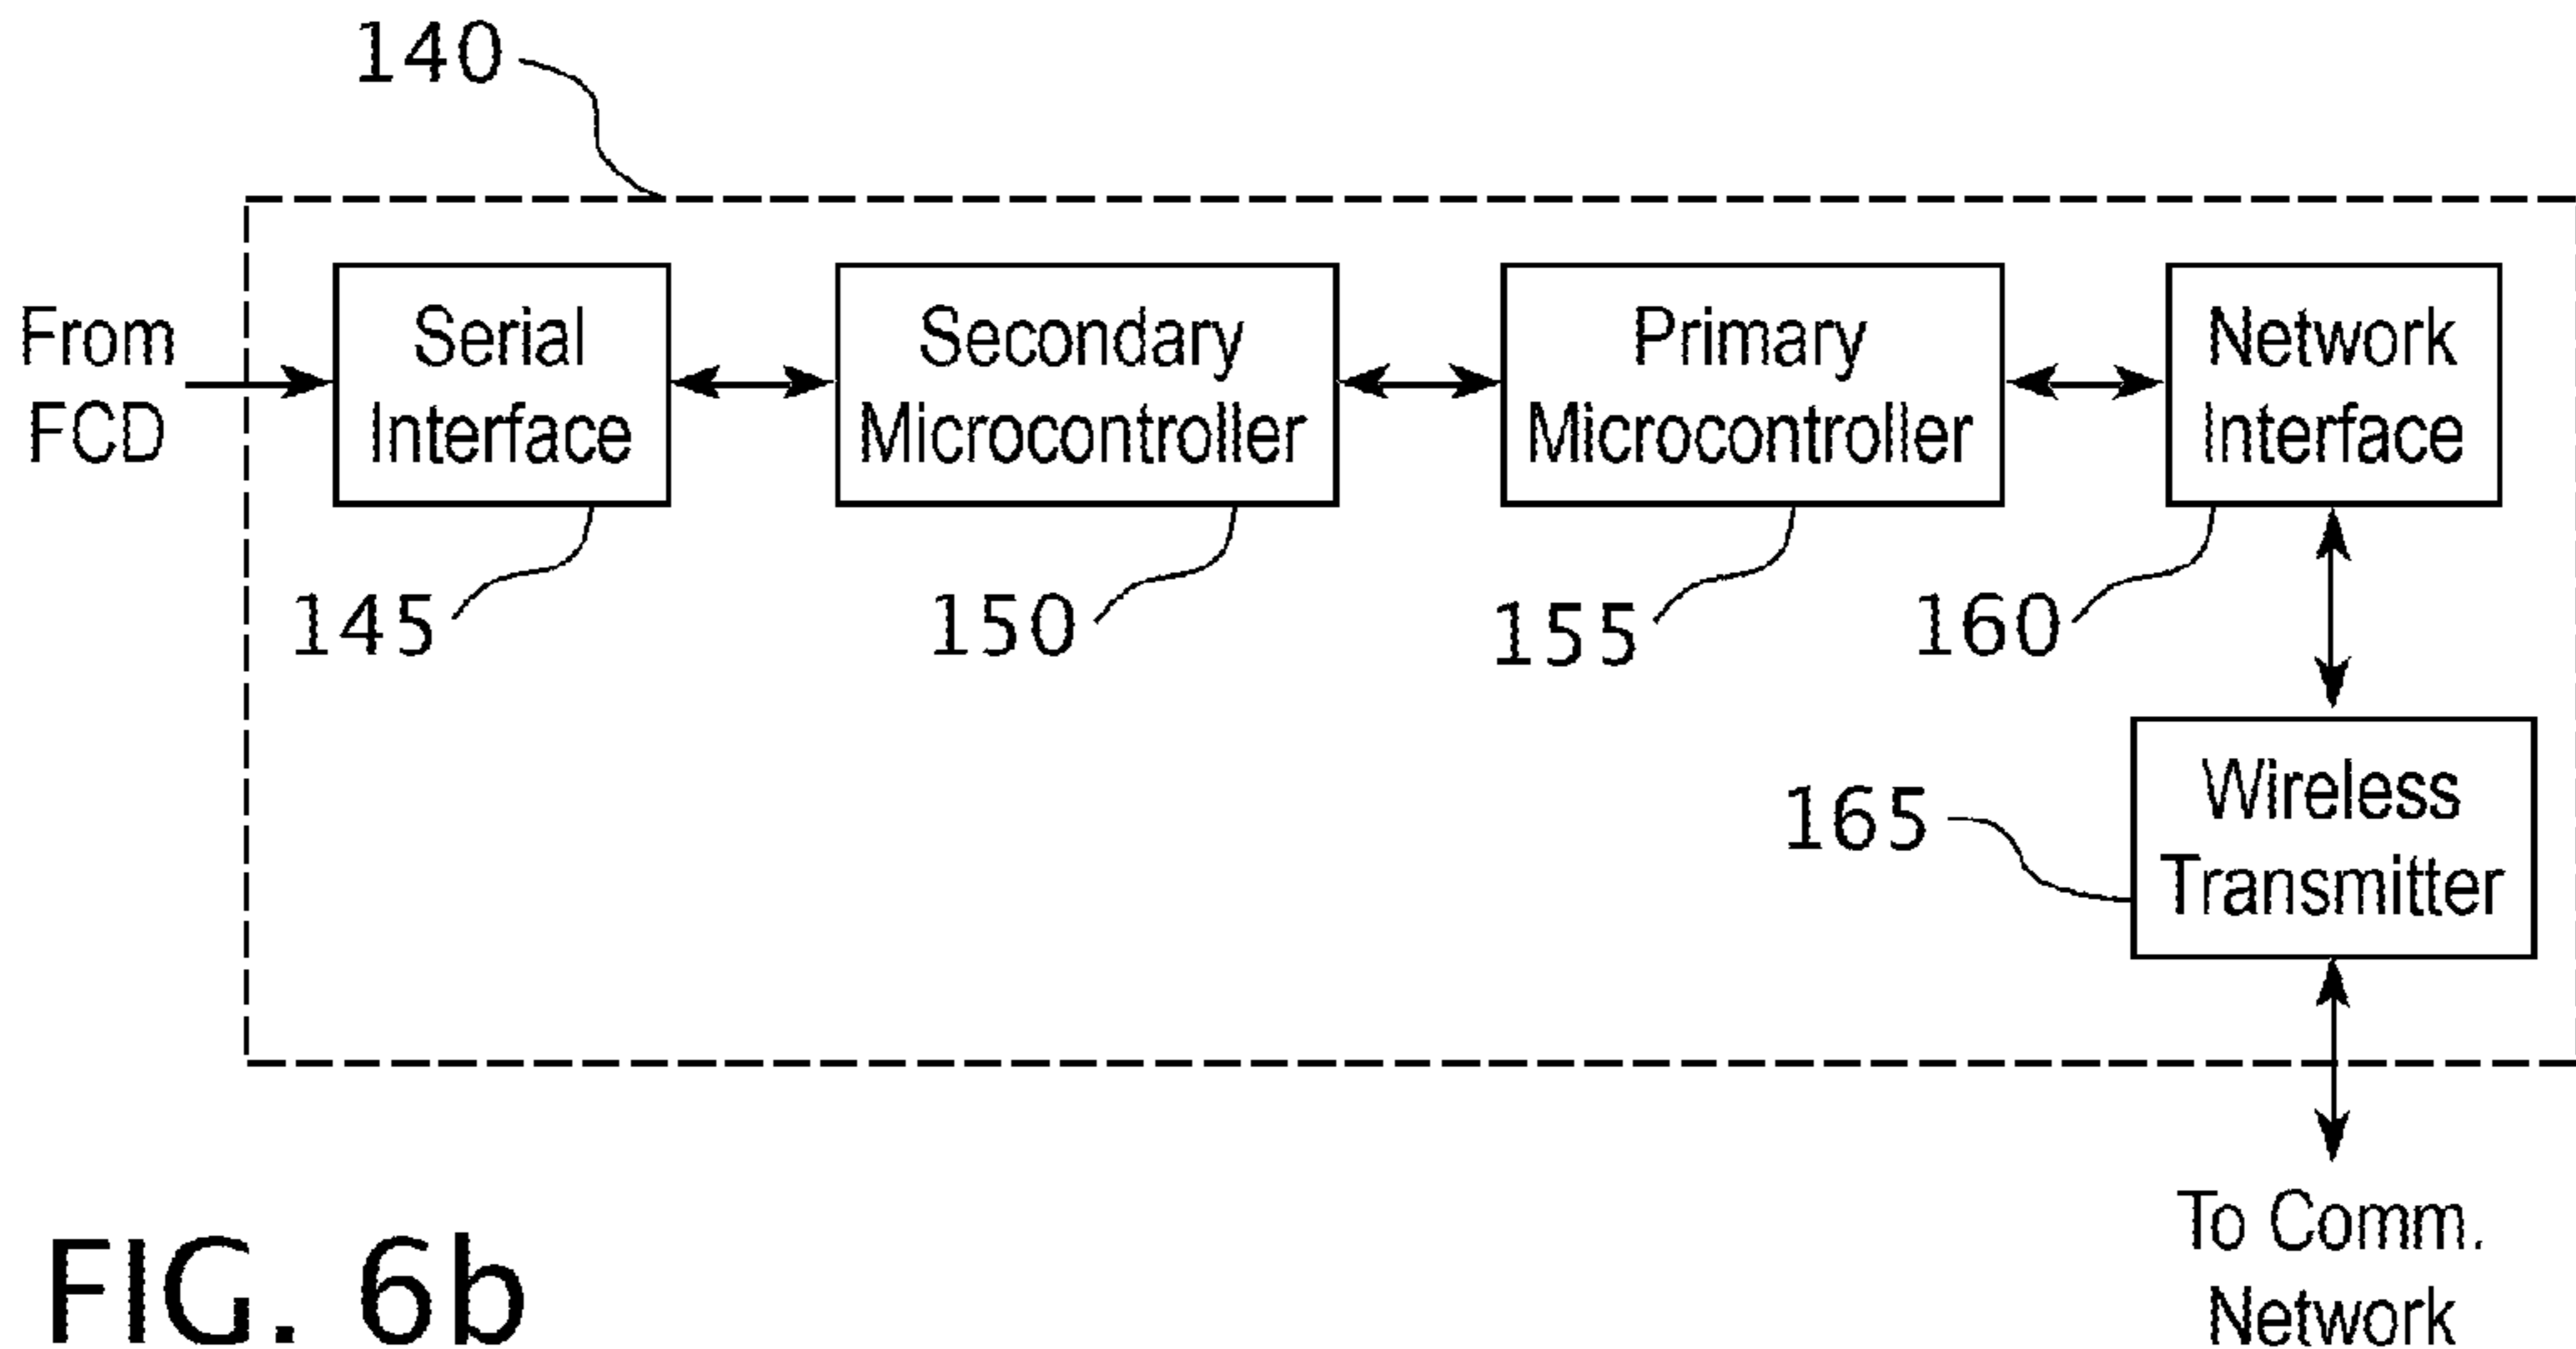 140
From
FCD
Serial
Interface
Secondary
Microcontroller
Primary
Microcontroller
Network
Interface
145
150
155
160
165
Wireless
Transmitter
To Comm.
Network
FIG. 6b